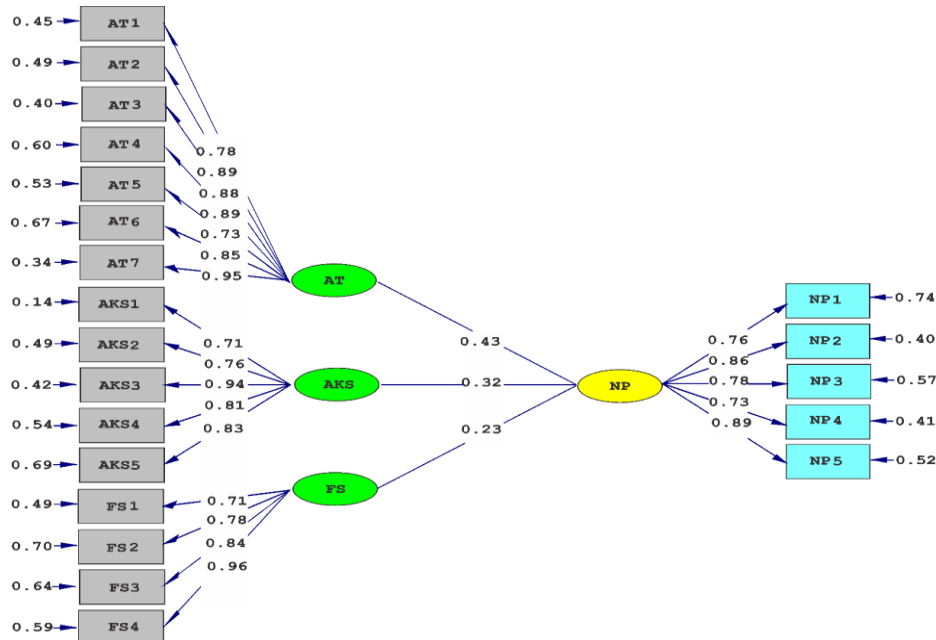 0.45 AT1
0.49 AT2
0.40 AT3
0.60 AT4
0.53 AT5
0.67 AT6
0.34 AT7
0.14 AKS1
0.49 AKS2
0.42 AKS3
0.54 AKS4
0.69 AKS5
0.49 FS1
0.70 FS2
0.64 FS3
0.59 FS4
0.78
0.89
0.88
0.89
0.73
0.85
0.95
0.71
0.76
0.94
0.81
0.83
0.71
0.78
0.84
0.96
AT
AKS
FS
0.43
0.32
0.23
NP
0.76
0.86
0.78
0.73
0.89
NP1 0.74
NP2 0.40
NP3 0.57
NP4 0.41
NP5 0.52